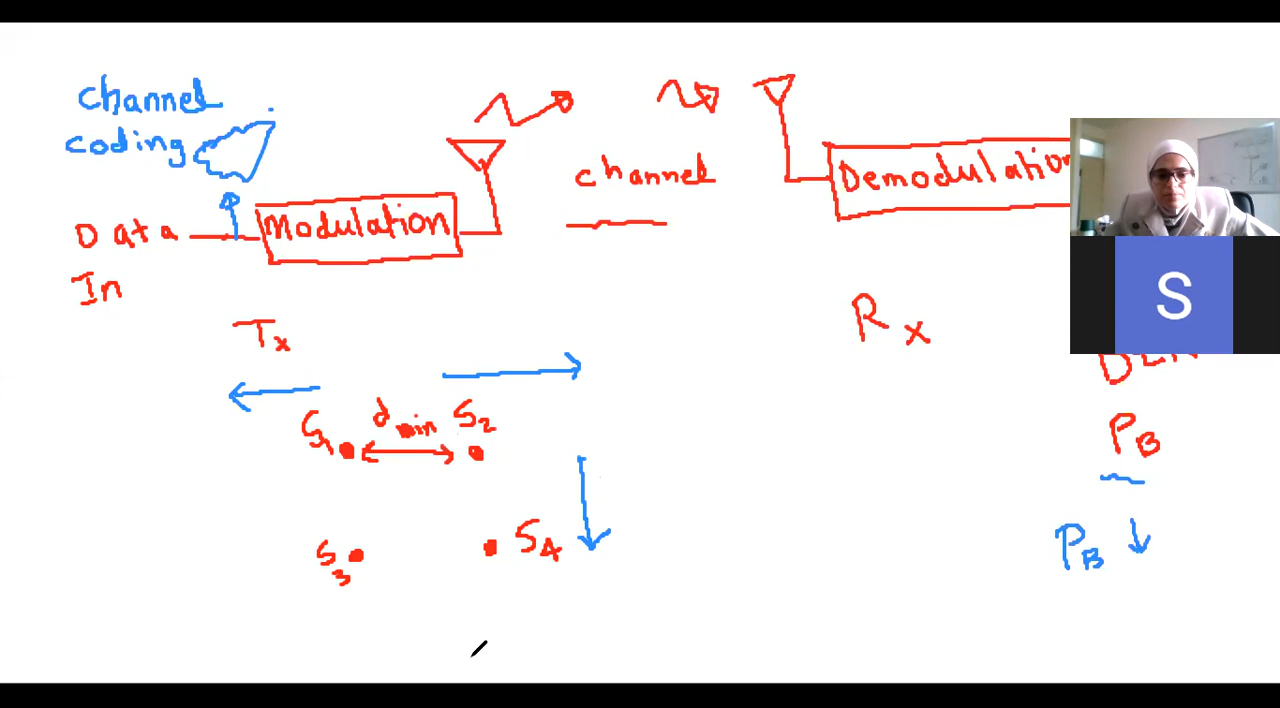 Channel
coding
Data
In
Modulation
channel
Demodulation
Tx
Rx
S1 dmin S2
S3
S4
PB
PB ↓
S